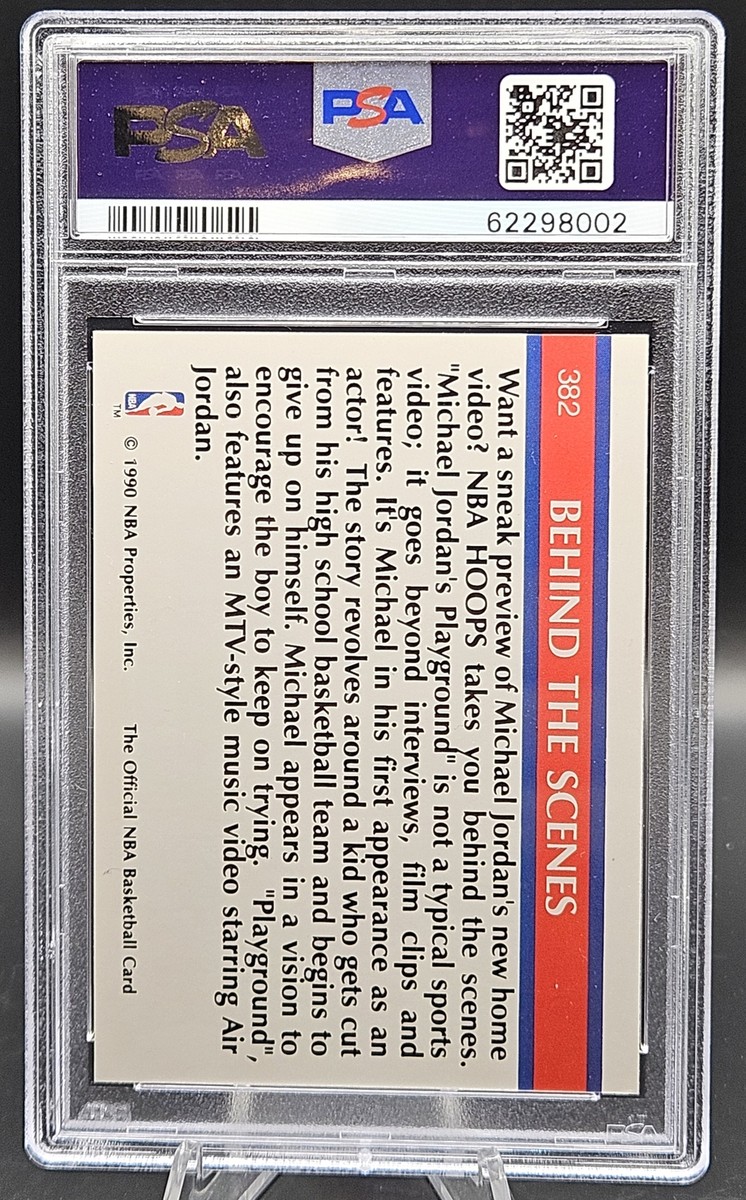 PSA
PSA
62298002
382
BEHIND THE SCENES
Want a sneak preview of Michael Jordan's new home
video? NBA HOOPS takes you behind the scenes.
"Michael Jordan's Playground" is not a typical sports
video; it goes beyond interviews, film clips and
features. It's Michael in his first appearance as an
actor! The story revolves around a kid who gets cut
from his high school basketball team and begins to
give up on himself. Michael appears in a vision to
encourage the boy to keep on trying. "Playground",
also features an MTV-style music video starring Air
Jordan.
NBA
TM
© 1990 NBA Properties, Inc. The Official NBA Basketball Card
PSA